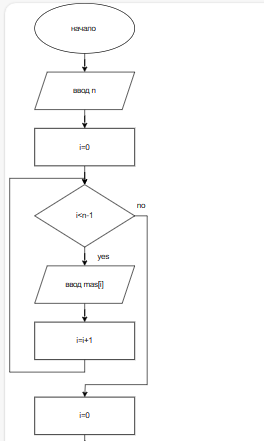 начало
ввод n
i=0
i<n-1
no
yes
ввод mas[i]
i=i+1
i=0